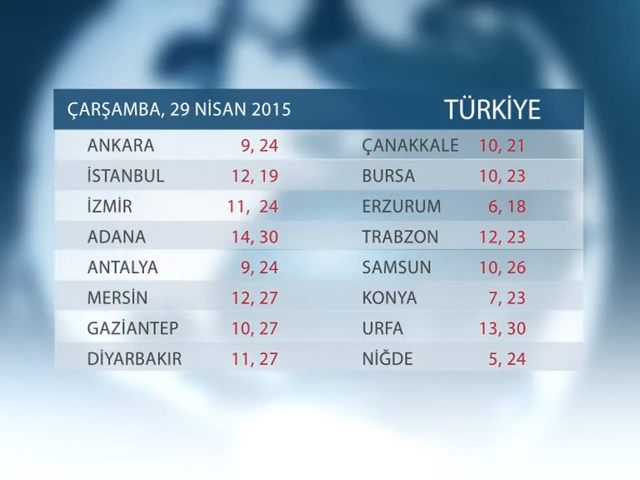 ÇARŞAMBA, 29 NİSAN 2015 TÜRKİYE
ANKARA 9, 24 ÇANAKKALE 10, 21
İSTANBUL 12, 19 BURSA 10, 23
İZMİR 11, 24 ERZURUM 6, 18
ADANA 14, 30 TRABZON 12, 23
ANTALYA 9, 24 SAMSUN 10, 26
MERSİN 12, 27 KONYA 7, 23
GAZİANTEP 10, 27 URFA 13, 30
DİYARBAKIR 11, 27 NİĞDE 5, 24